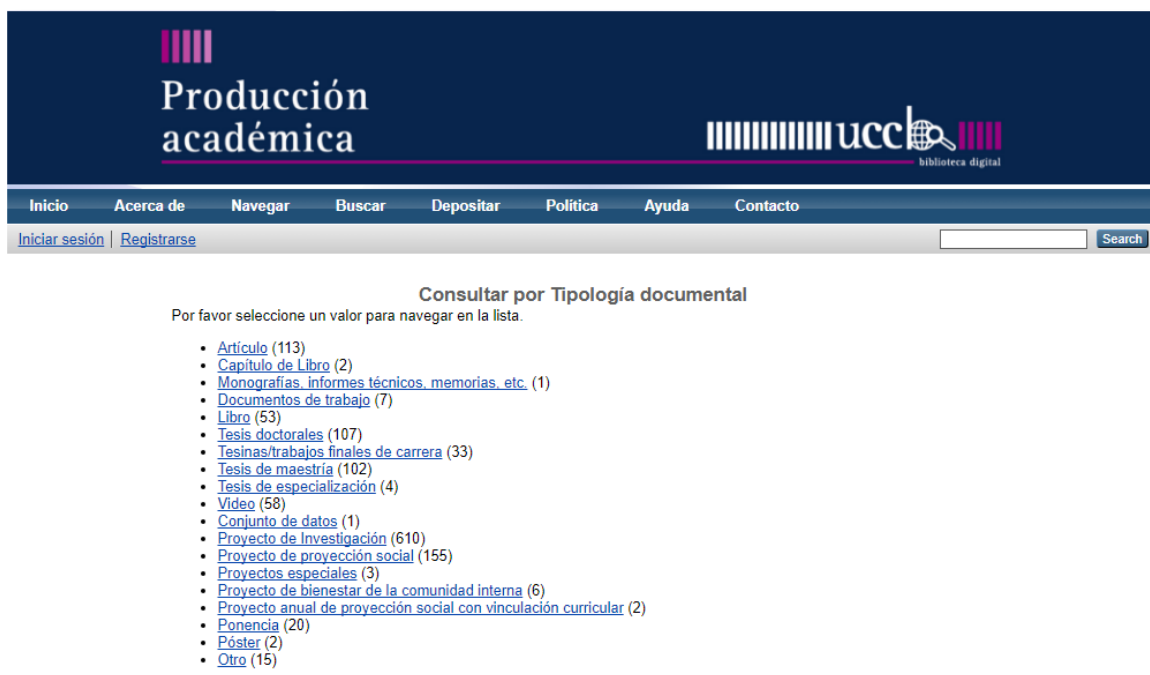 Producción
académica
ucc
biblioteca digital
Inicio Acerca de Navegar Buscar Depositar Política Ayuda Contacto
Iniciar sesión | Registrarse Search
Consultar por Tipología documental
Por favor seleccione un valor para navegar en la lista.
• Artículo (113)
• Capítulo de Libro (2)
• Monografías, informes técnicos, memorias, etc. (1)
• Documentos de trabajo (7)
• Libro (53)
• Tesis doctorales (107)
• Tesinas/trabajos finales de carrera (33)
• Tesis de maestría (102)
• Tesis de especialización (4)
• Video (58)
• Conjunto de datos (1)
• Proyecto de Investigación (610)
• Proyecto de proyección social (155)
• Proyectos especiales (3)
• Proyecto de bienestar de la comunidad interna (6)
• Proyecto anual de proyección social con vinculación curricular (2)
• Ponencia (20)
• Póster (2)
• Otro (15)